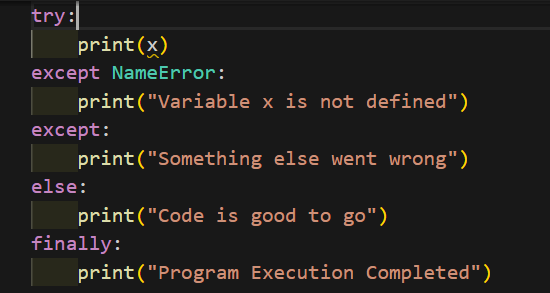 try:
    print(x)
except NameError:
    print("Variable x is not defined")
except:
    print("Something else went wrong")
else:
    print("Code is good to go")
finally:
    print("Program Execution Completed")